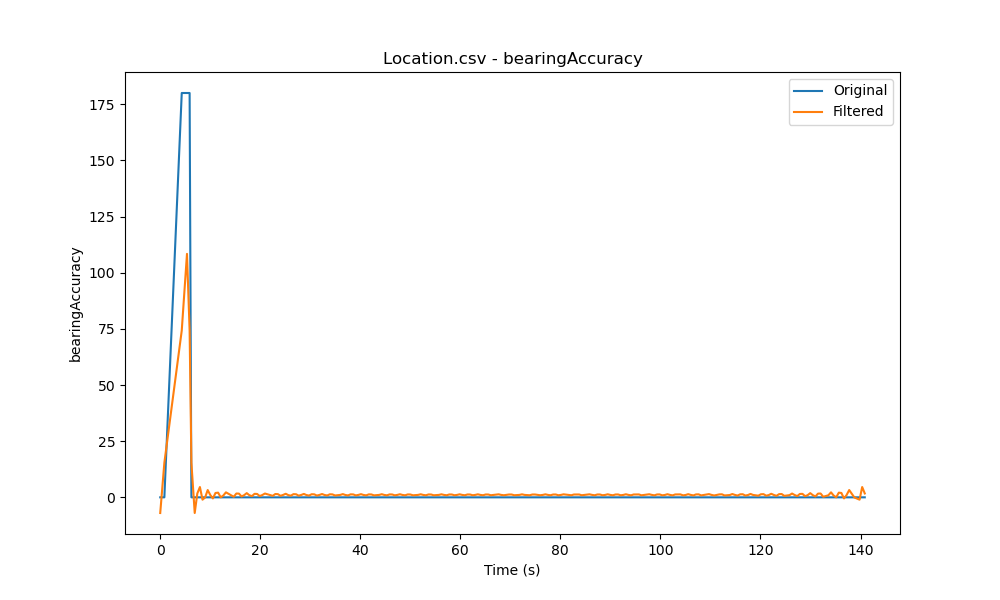 Location.csv - bearingAccuracy
Original
Filtered
bearingAccuracy
175
150
125
100
75
50
25
0
0 20 40 60 80 100 120 140
Time (s)